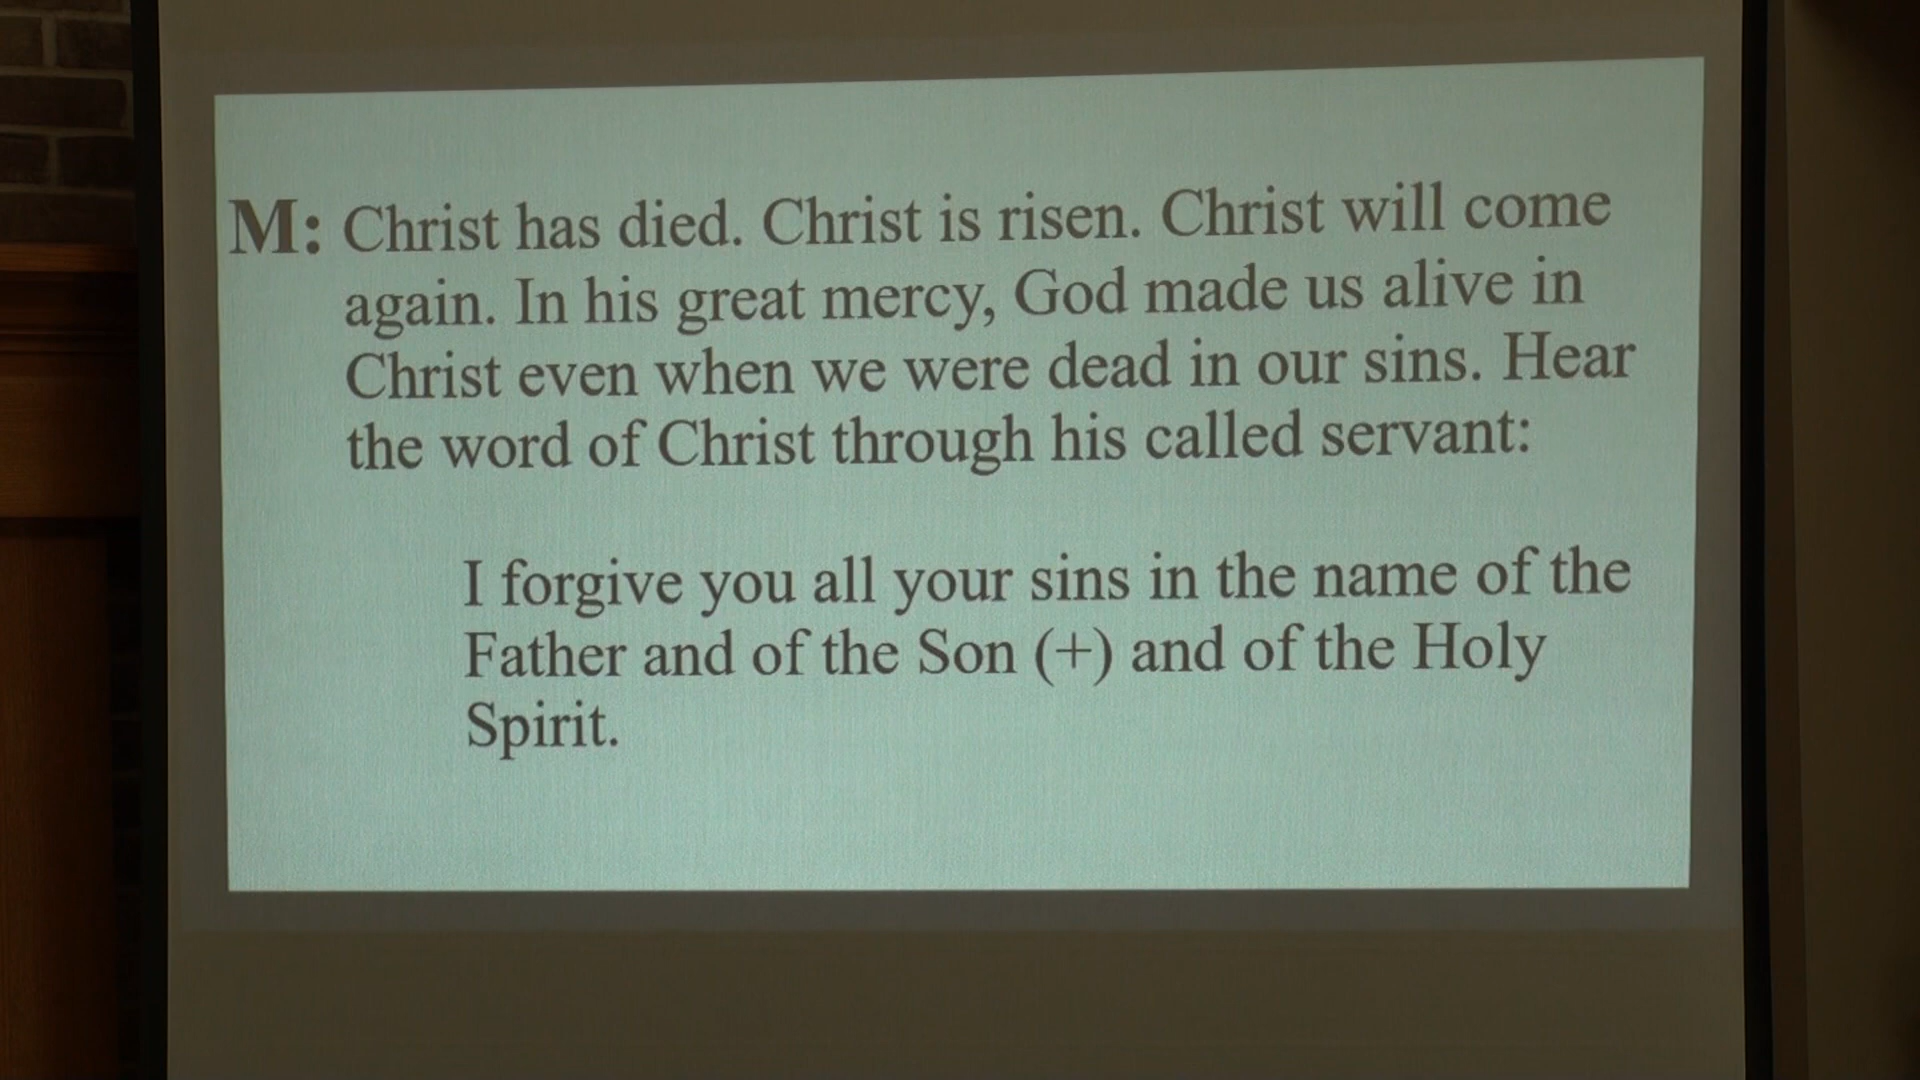 M: Christ has died. Christ is risen. Christ will come
again. In his great mercy, God made us alive in
Christ even when we were dead in our sins. Hear
the word of Christ through his called servant:
I forgive you all your sins in the name of the
Father and of the Son (+) and of the Holy
Spirit.